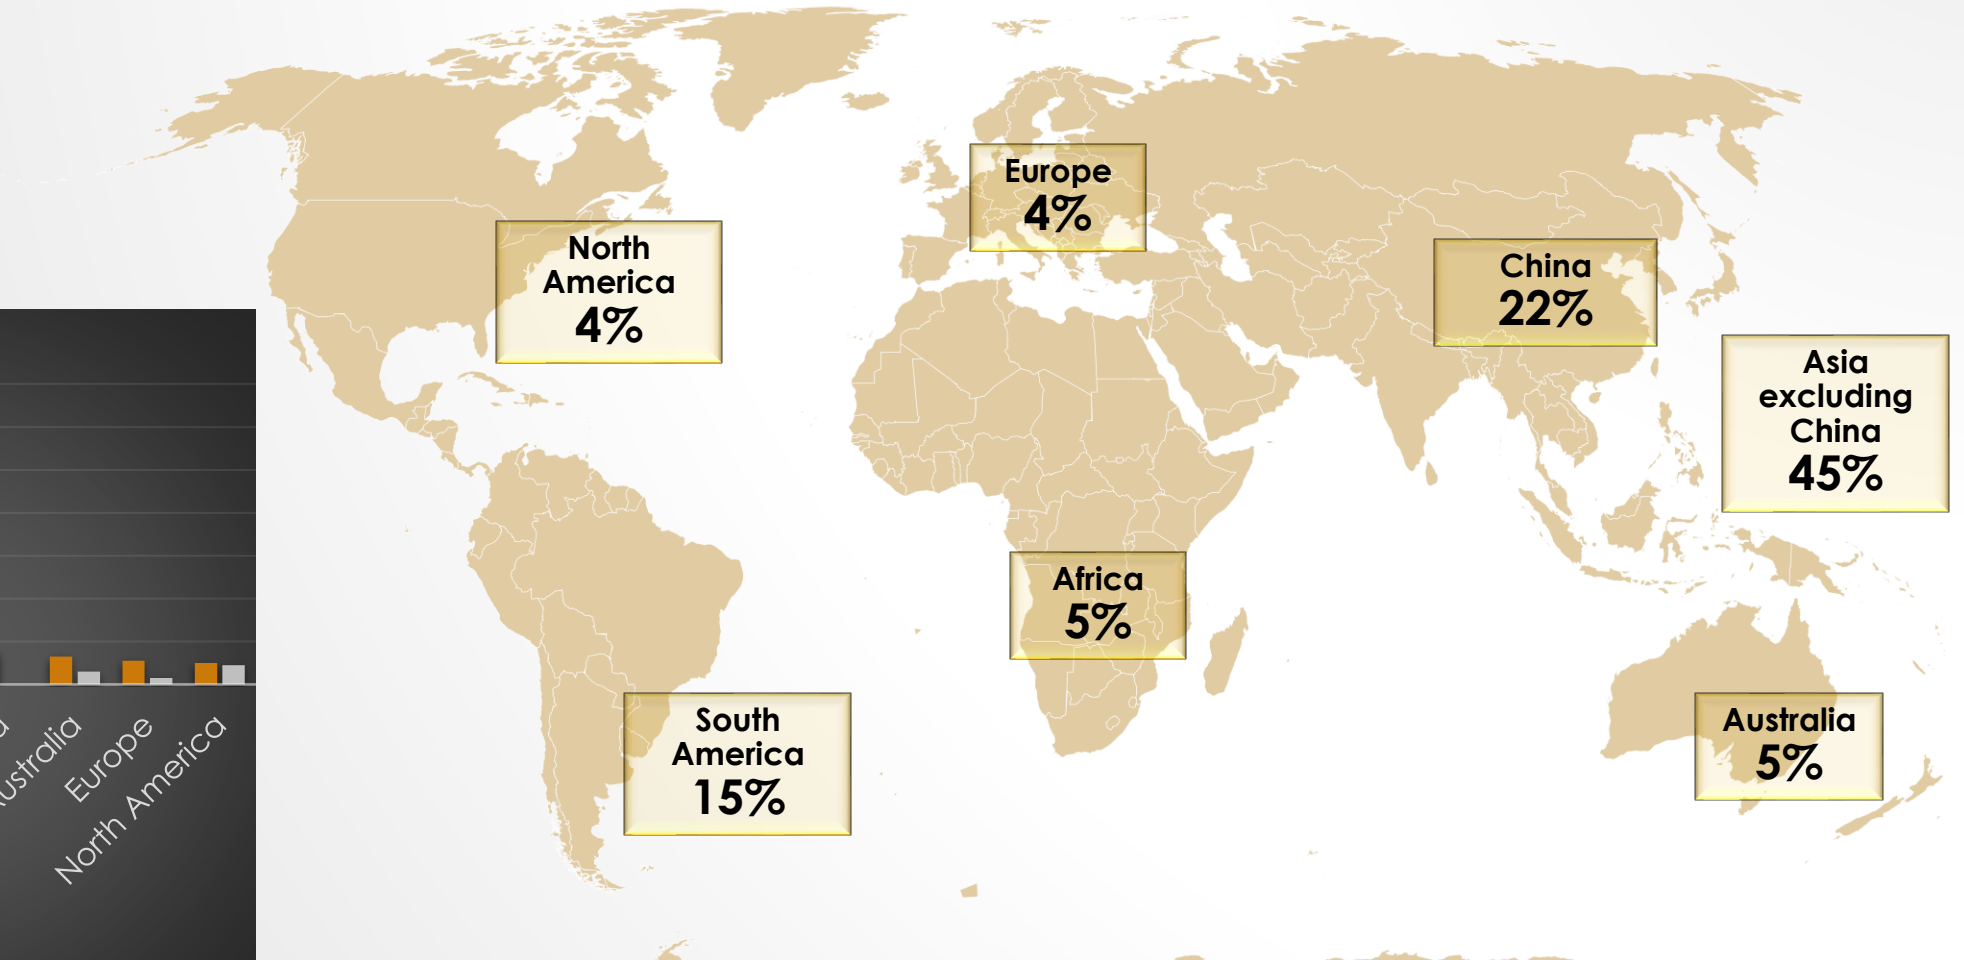 Europe
4%
North
America
4%
China
22%
Asia
excluding
China
45%
Africa
5%
South
America
15%
Australia
5%
Europe
North America